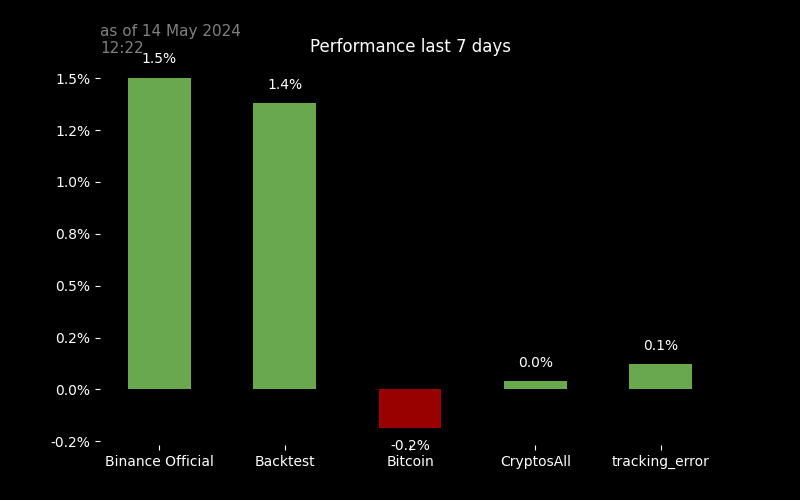 as of 14 May 2024
12:22
Performance last 7 days
1.5%
1.4%
-0.2%
0.0%
0.1%
1.5%
1.2%
1.0%
0.8%
0.5%
0.2%
0.0%
-0.2%
Binance Official
Backtest
Bitcoin
CryptosAll
tracking_error